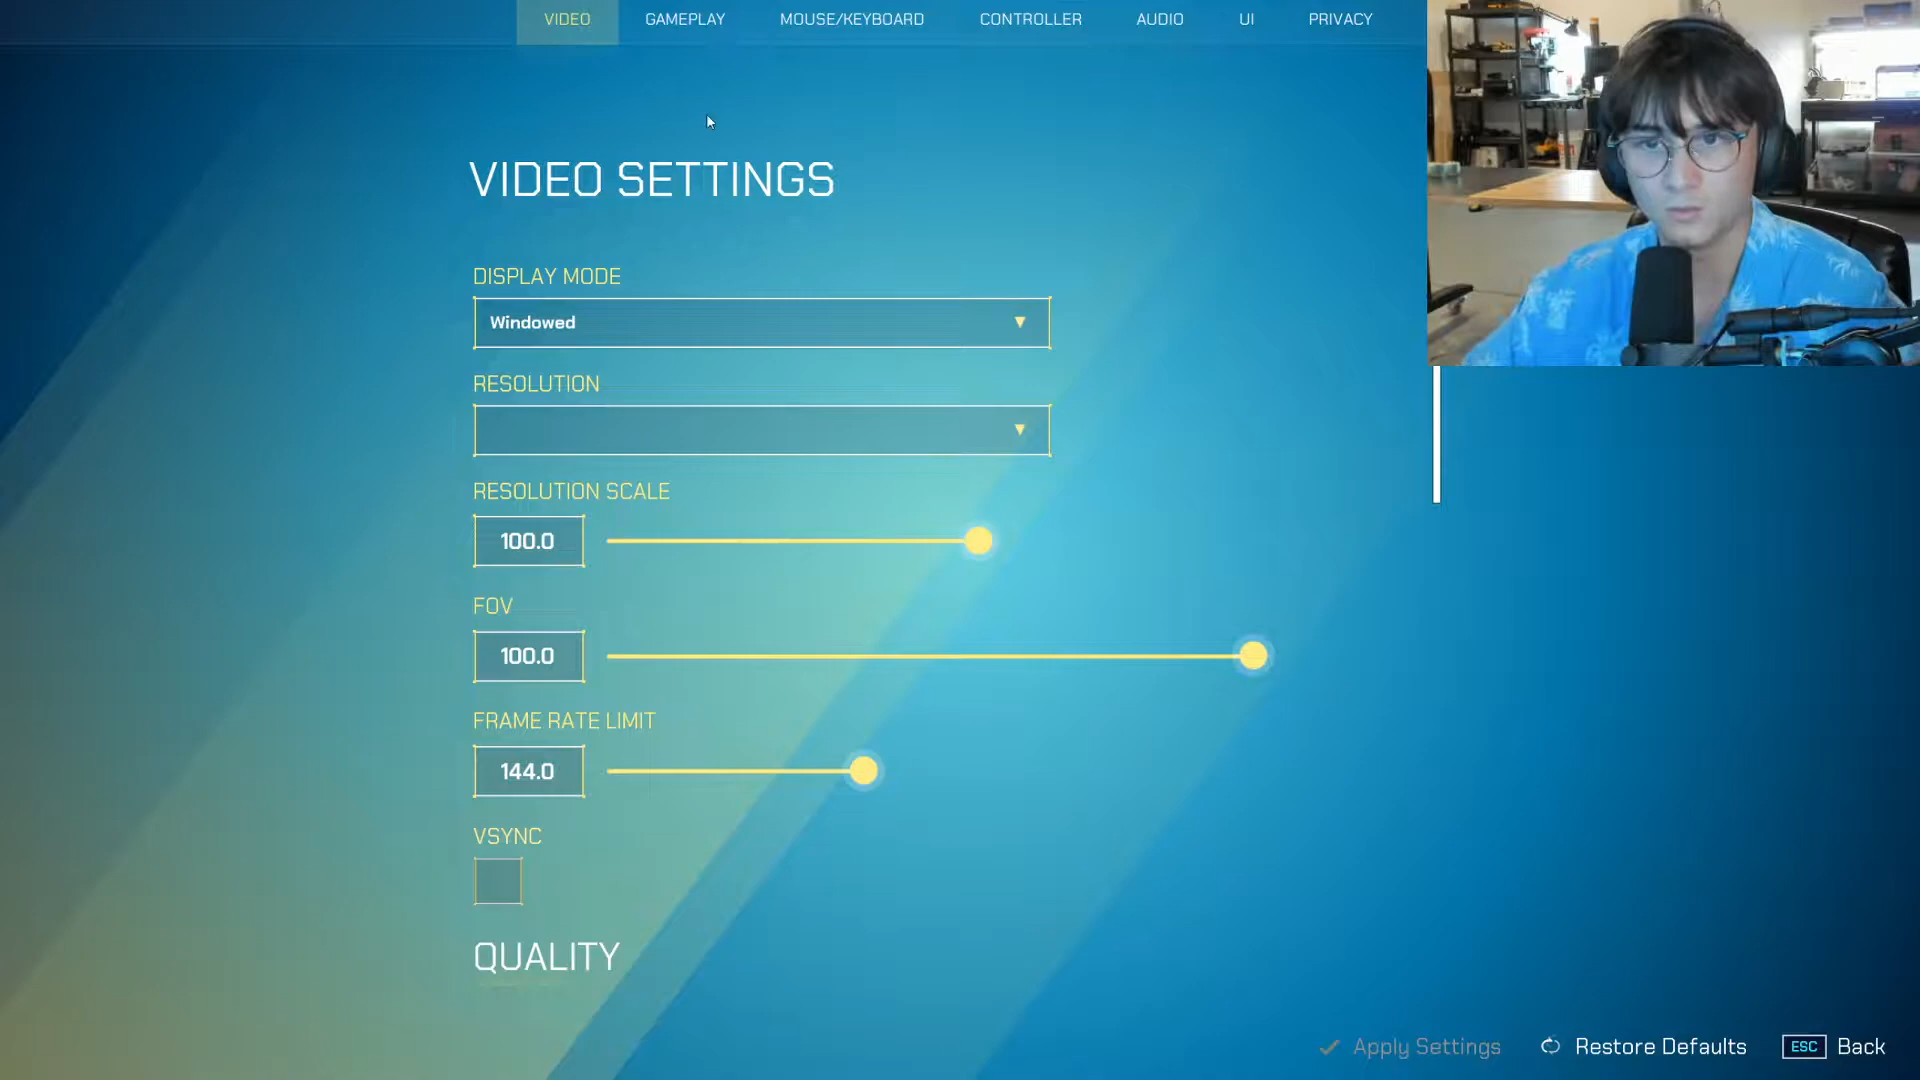 VIDEO GAMEPLAY MOUSE/KEYBOARD CONTROLLER AUDIO UI PRIVACY
VIDEO SETTINGS
DISPLAY MODE
Windowed
RESOLUTION
RESOLUTION SCALE
100.0
FOV
100.0
FRAME RATE LIMIT
144.0
VSYNC
QUALITY
Apply Settings Restore Defaults ESC Back